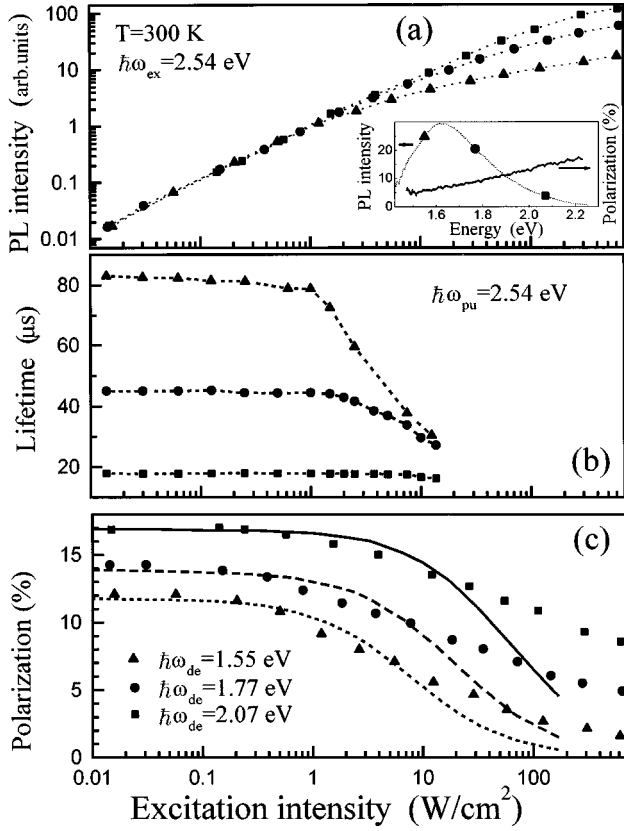 T=300 K
ħω_ex=2.54 eV
(a)
PL intensity (arb.units)
100
10
1
0.1
0.01
PL intensity
20
10
0
Polarization (%)
1.6 1.8 2.0 2.2
Energy (eV)
ħω_pu=2.54 eV
(b)
Lifetime (μs)
80
60
40
20
(c)
Polarization (%)
15
10
5
0
ħω_de=1.55 eV
ħω_de=1.77 eV
ħω_de=2.07 eV
0.01 0.1 1 10 100
Excitation intensity (W/cm²)